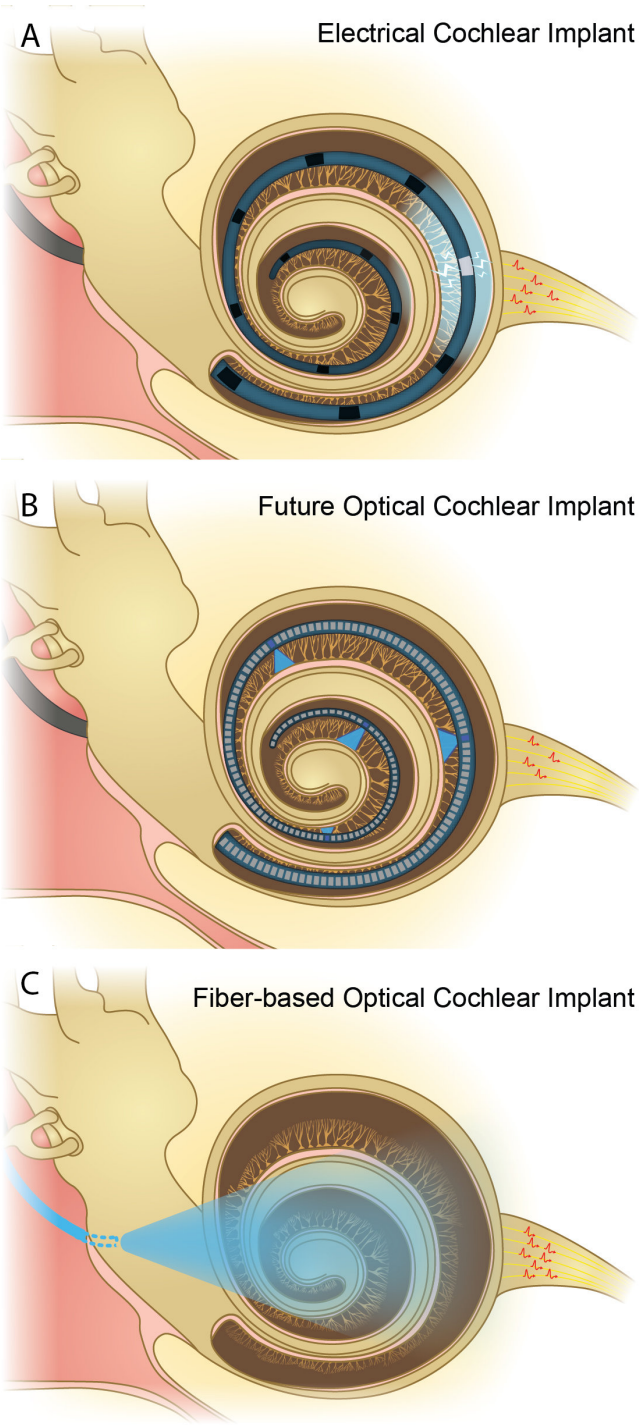 A
Electrical Cochlear Implant
B
Future Optical Cochlear Implant
C
Fiber-based Optical Cochlear Implant